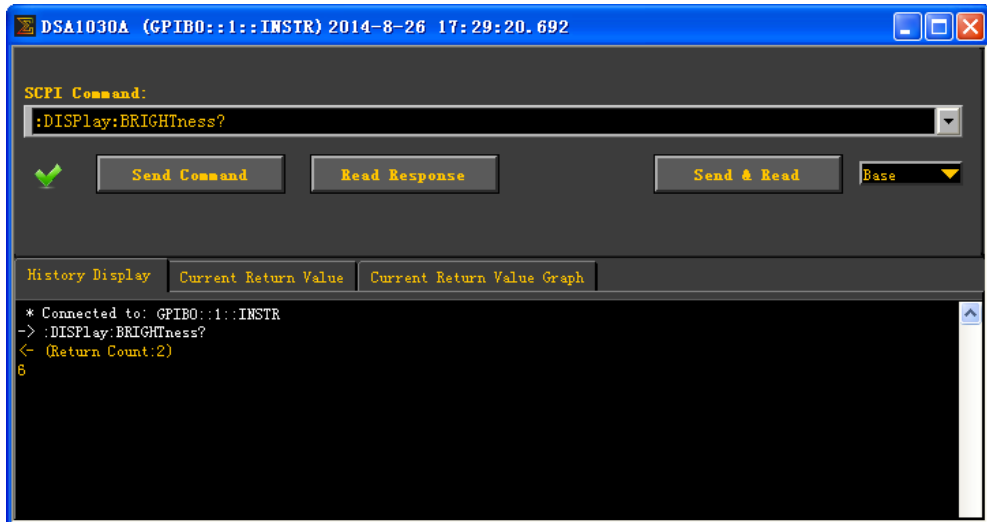 DSA1030A (GPIB0::1::INSTR) 2014-8-26 17:29:20.692
SCPI Command:
:DISPlay:BRIGHTness?
Send Command Read Response Send & Read Base
History Display Current Return Value Current Return Value Graph
* Connected to: GPIB0::1::INSTR
-> :DISPlay:BRIGHTness?
<- (Return Count:2)
6